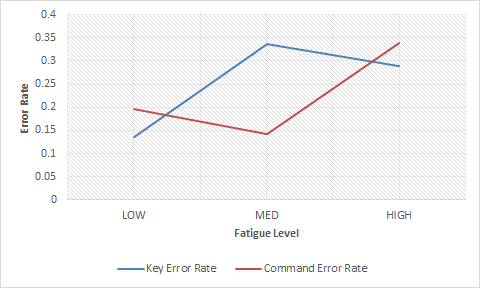 0.4
0.35
0.3
0.25
0.2
0.15
0.1
0.05
0
Error Rate
LOW MED HIGH
Fatigue Level
Key Error Rate Command Error Rate